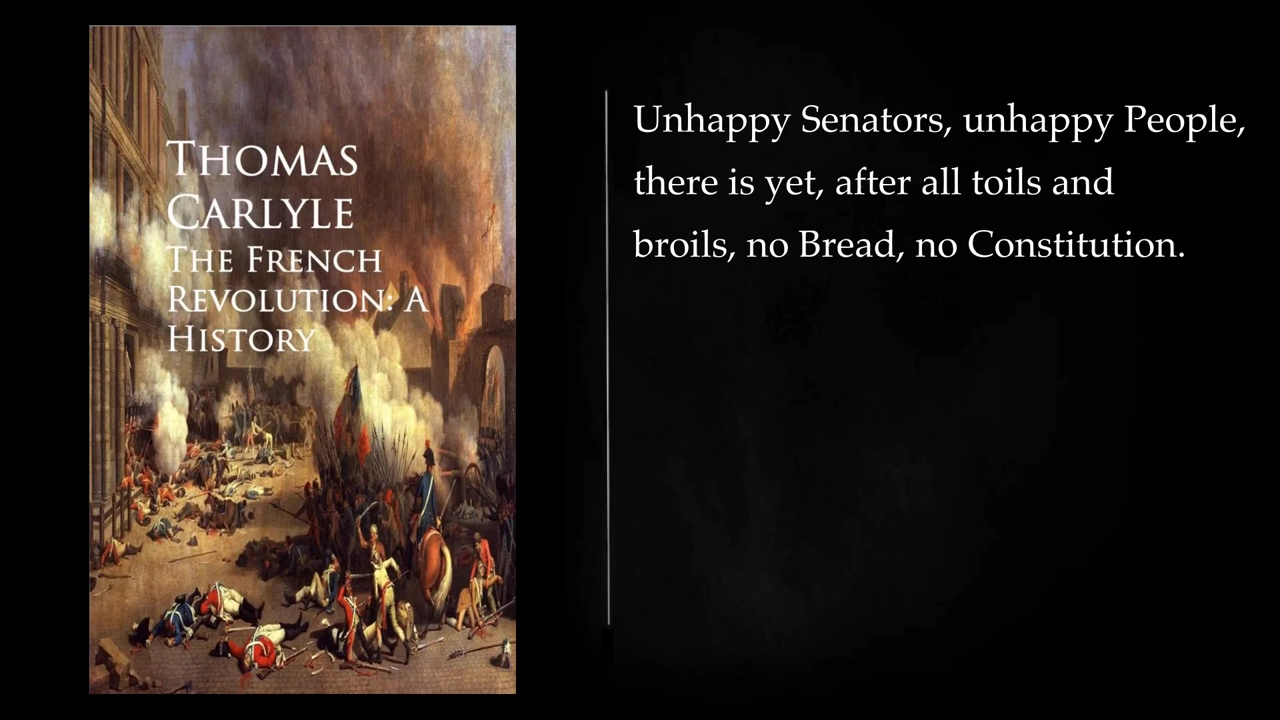 THOMAS
CARLYLE
THE FRENCH
REVOLUTION: A
HISTORY
Unhappy Senators, unhappy People,
there is yet, after all toils and
broils, no Bread, no Constitution.